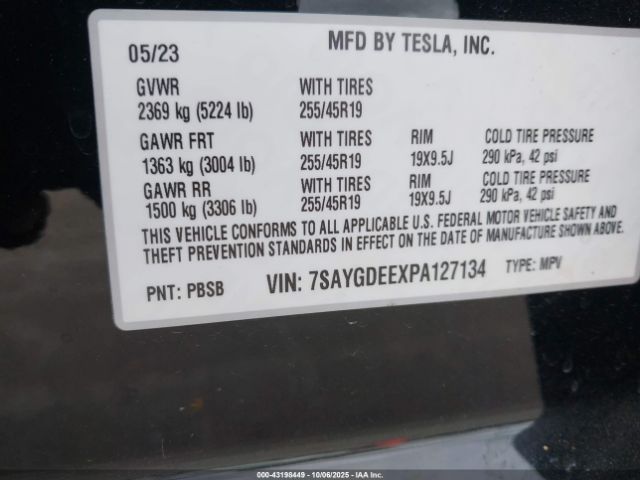 05/23 MFD BY TESLA, INC.
GVWR WITH TIRES
2369 kg (5224 lb) 255/45R19
GAWR FRT WITH TIRES RIM COLD TIRE PRESSURE
1363 kg (3004 lb) 255/45R19 19X9.5J 290 kPa, 42 psi
GAWR RR WITH TIRES RIM COLD TIRE PRESSURE
1500 kg (3306 lb) 255/45R19 19X9.5J 290 kPa, 42 psi
THIS VEHICLE CONFORMS TO ALL APPLICABLE U.S. FEDERAL MOTOR VEHICLE SAFETY AND
THEFT PREVENTION STANDARDS IN EFFECT ON THE DATE OF MANUFACTURE SHOWN ABOVE.
PNT: PBSB VIN: 7SAYGDEEXPA127134 TYPE: MPV
000-43198449 - 10/06/2025 - ©IAA Holdings, LLC